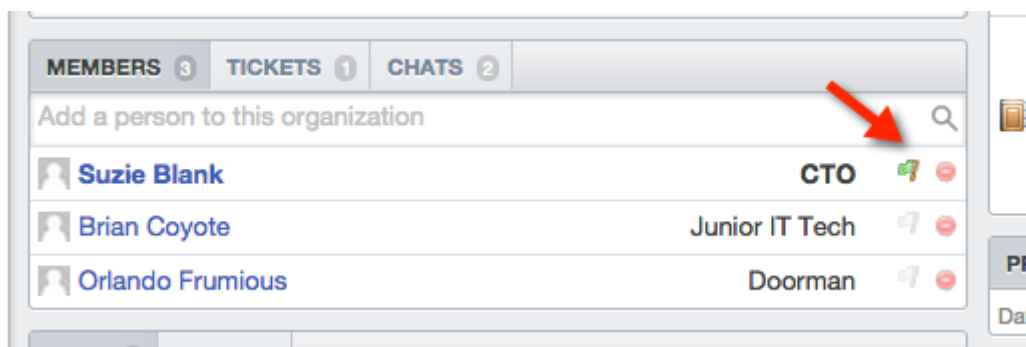 MEMBERS 3 TICKETS 1 CHATS 2
Add a person to this organization
Suzie Blank CTO
Brian Coyote Junior IT Tech
Orlando Frumious Doorman